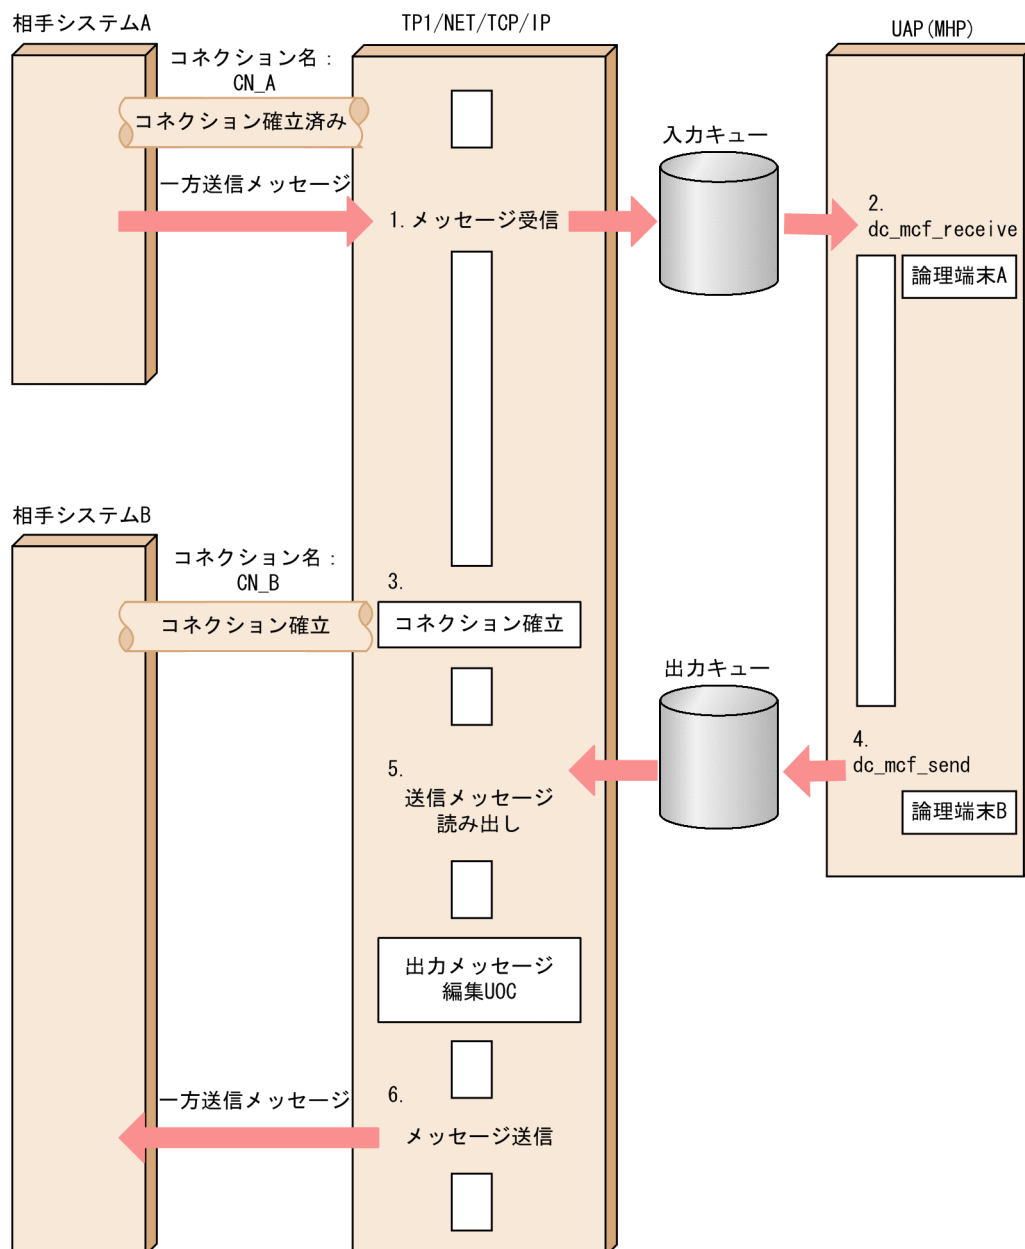 相手システムA
TP1/NET/TCP/IP
UAP(MHP)
コネクション名:
CN_A
コネクション確立済み
入力キュー
一方送信メッセージ
1.メッセージ受信
2.
dc_mcf_receive
論理端末A
相手システムB
コネクション名:
CN_B
コネクション確立
3.
コネクション確立
出力キュー
4.
dc_mcf_send
論理端末B
5.
送信メッセージ
読み出し
出力メッセージ
編集UOC
一方送信メッセージ
6.
メッセージ送信